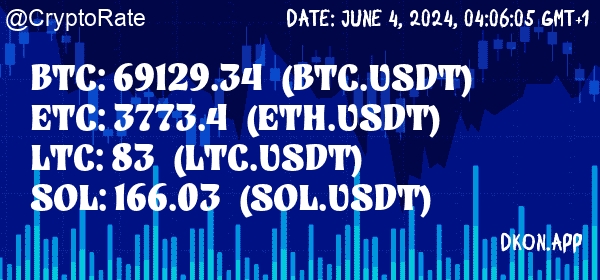 @CryptoRate
DATE: JUNE 4, 2024, 04:06:05 GMT+1
BTC: 69129.34 (BTC.USDT)
ETC: 3773.4 (ETH.USDT)
LTC: 83 (LTC.USDT)
SOL: 166.03 (SOL.USDT)
DKON.APP